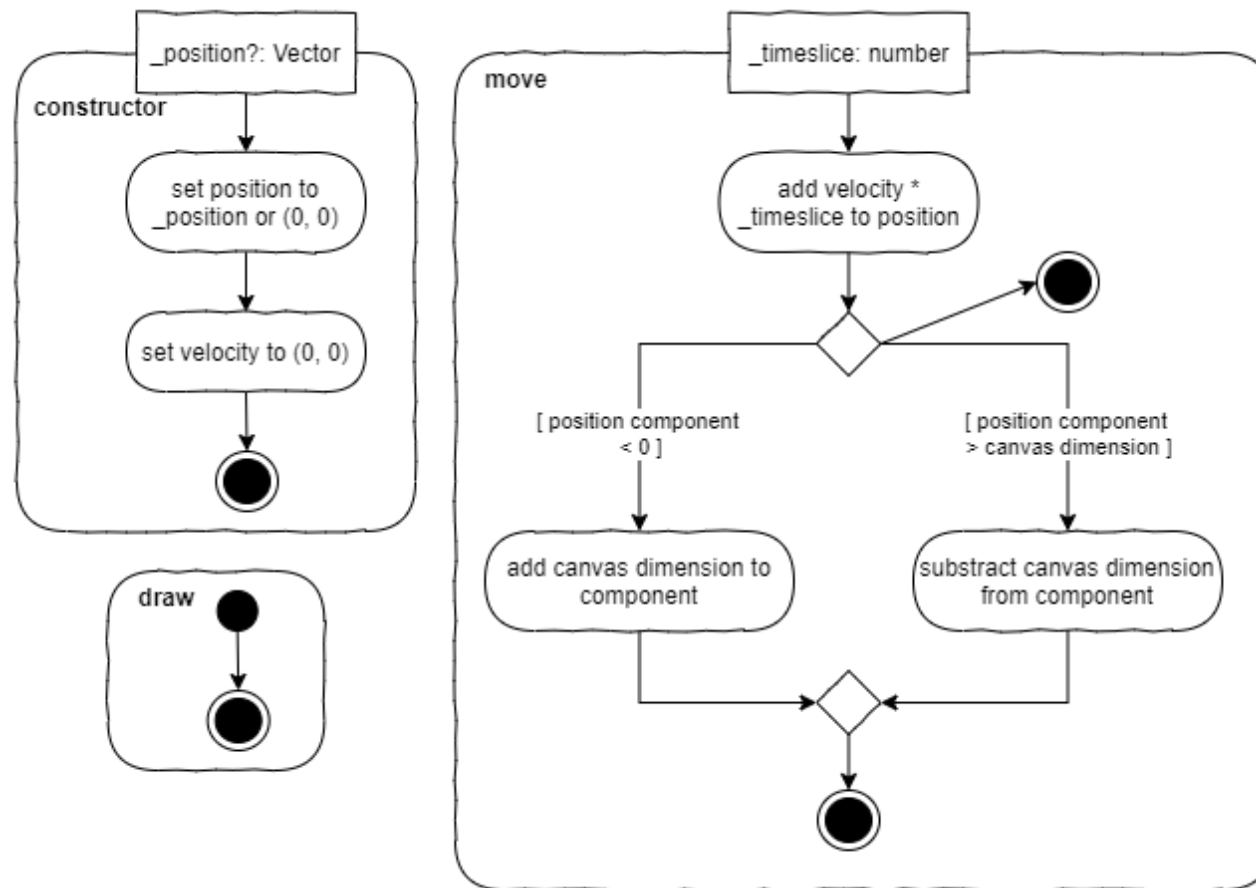 _position?: Vector
constructor
set position to
_position or (0, 0)
set velocity to (0, 0)
draw
_timeslice: number
move
add velocity *
_timeslice to position
[ position component
< 0 ]
[ position component
> canvas dimension ]
add canvas dimension to
component
substract canvas dimension
from component